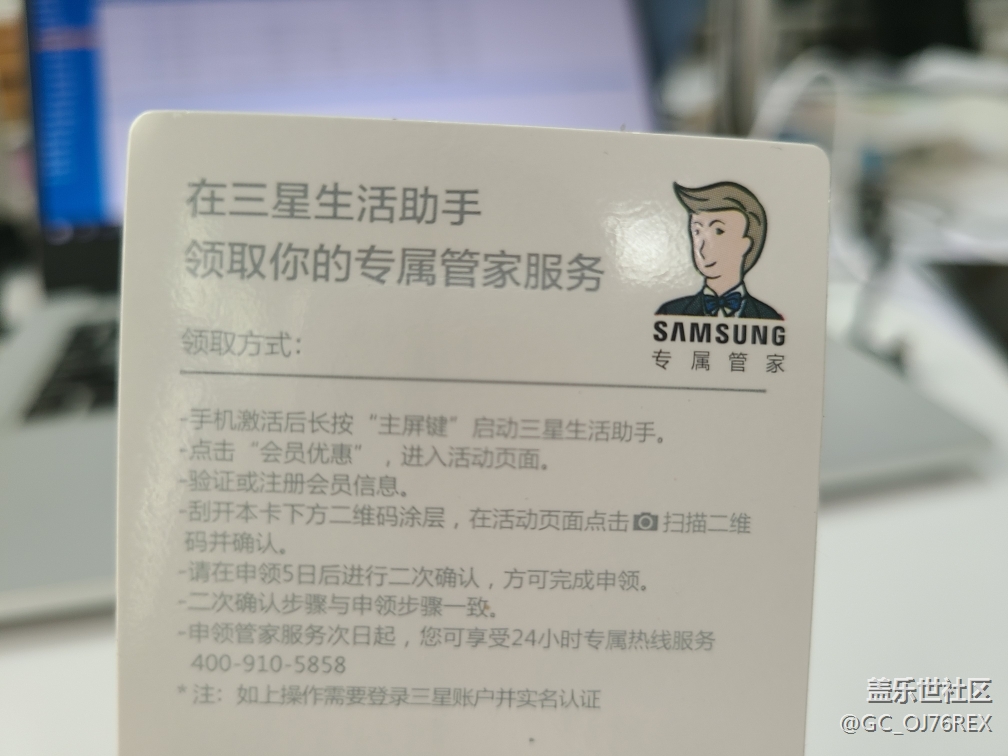 在三星生活助手
领取你的专属管家服务
SAMSUNG
专属管家
领取方式：
-手机激活后长按“主屏键”启动三星生活助手。
-点击“会员优惠”，进入活动页面。
-验证或注册会员信息。
-刮开本卡下方二维码涂层，在活动页面点击扫描二维
码并确认。
-请在申领5日后进行二次确认，方可完成申领。
-二次确认步骤与申领步骤一致。
-申领管家服务次日起，您可享受24小时专属热线服务
400-910-5858
*注：如上操作需要登录三星账户并实名认证
盖乐世社区
@GC_OJ76REX